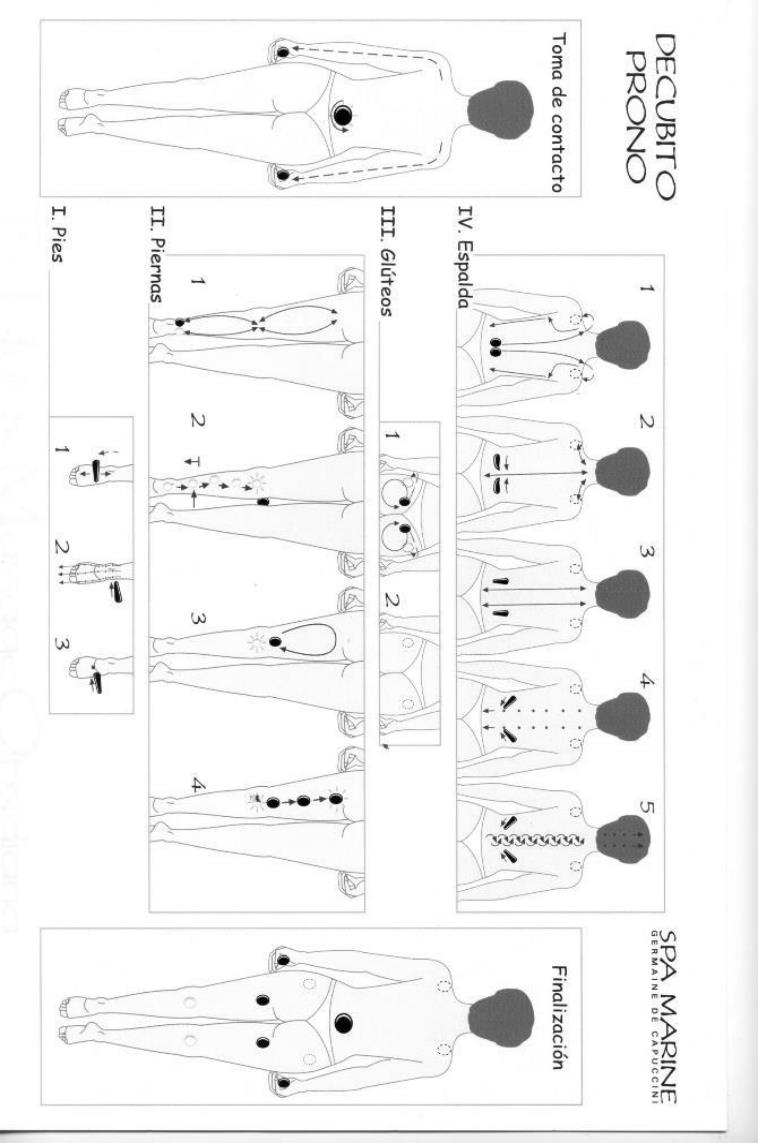 DECUBITO
PRONO
Toma de contacto
IV. Espalda
1
2
3
4
5
III. Glúteos
1
2
II. Piernas
1
2
T
3
4
I. Pies
1
2
3
SPA MARINE
GERMAINE DE CAPUCCINI
Finalización